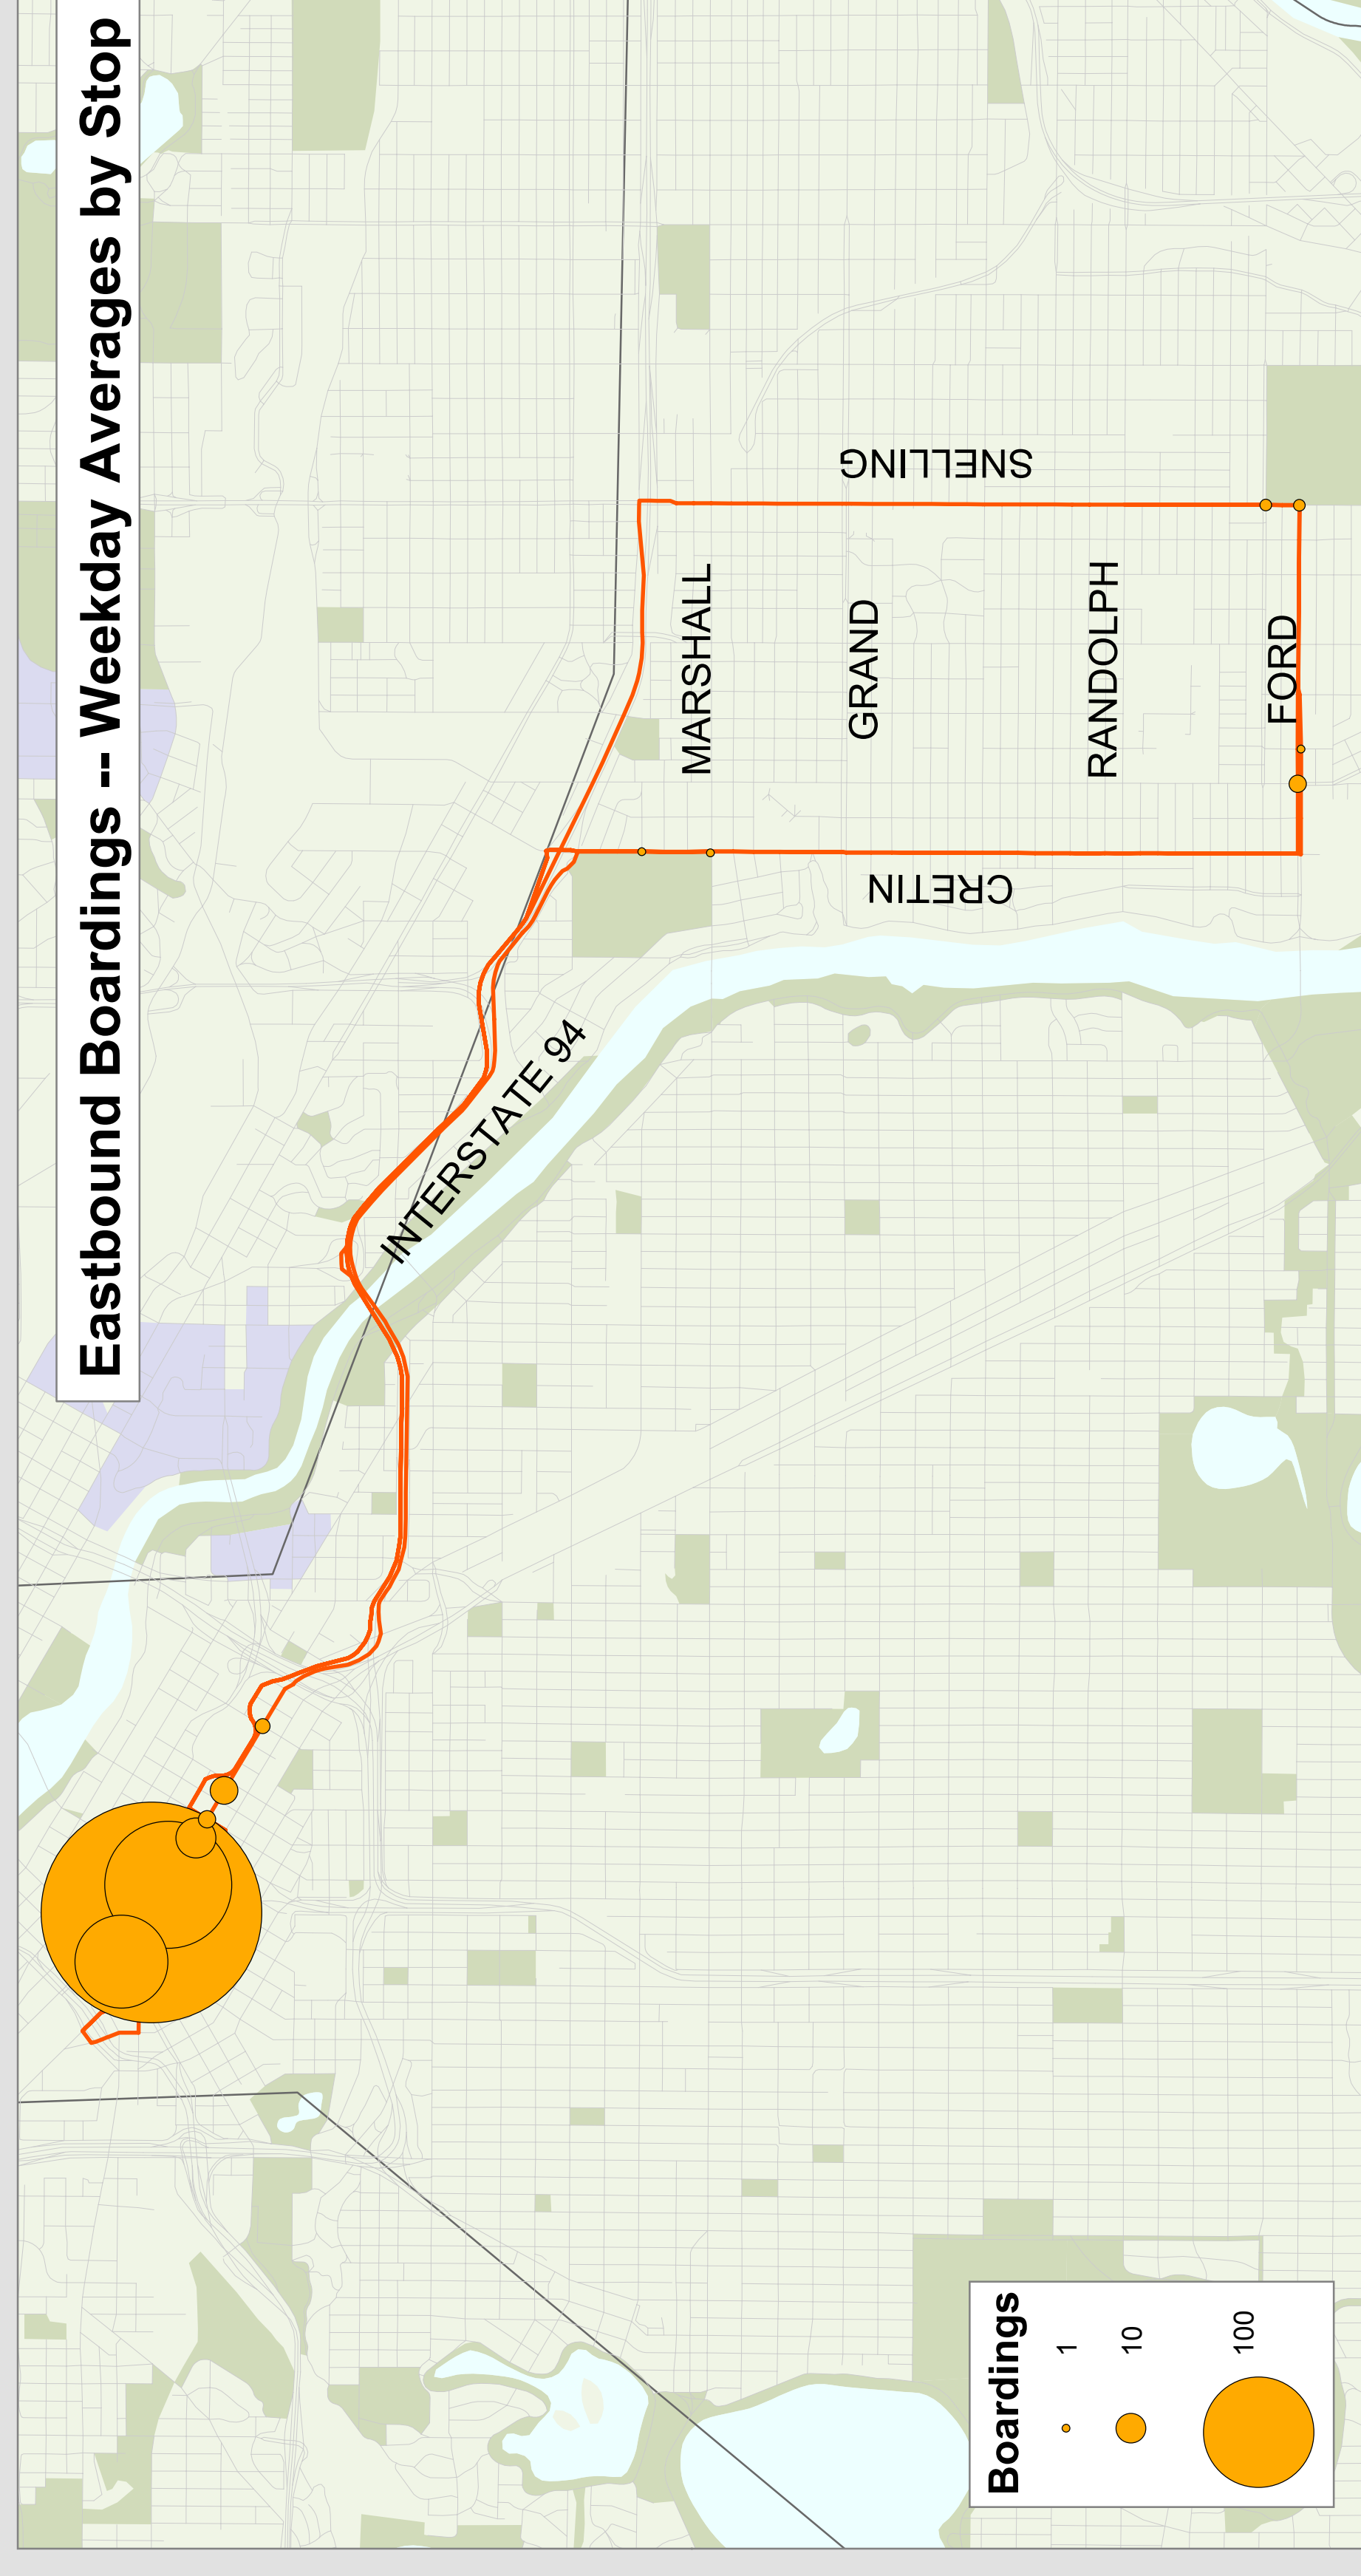 Eastbound Boardings -- Weekday Averages by Stop
INTERSTATE 94
CRETIN
SNELLING
MARSHALL
GRAND
RANDOLPH
FORD
Boardings
1
10
100